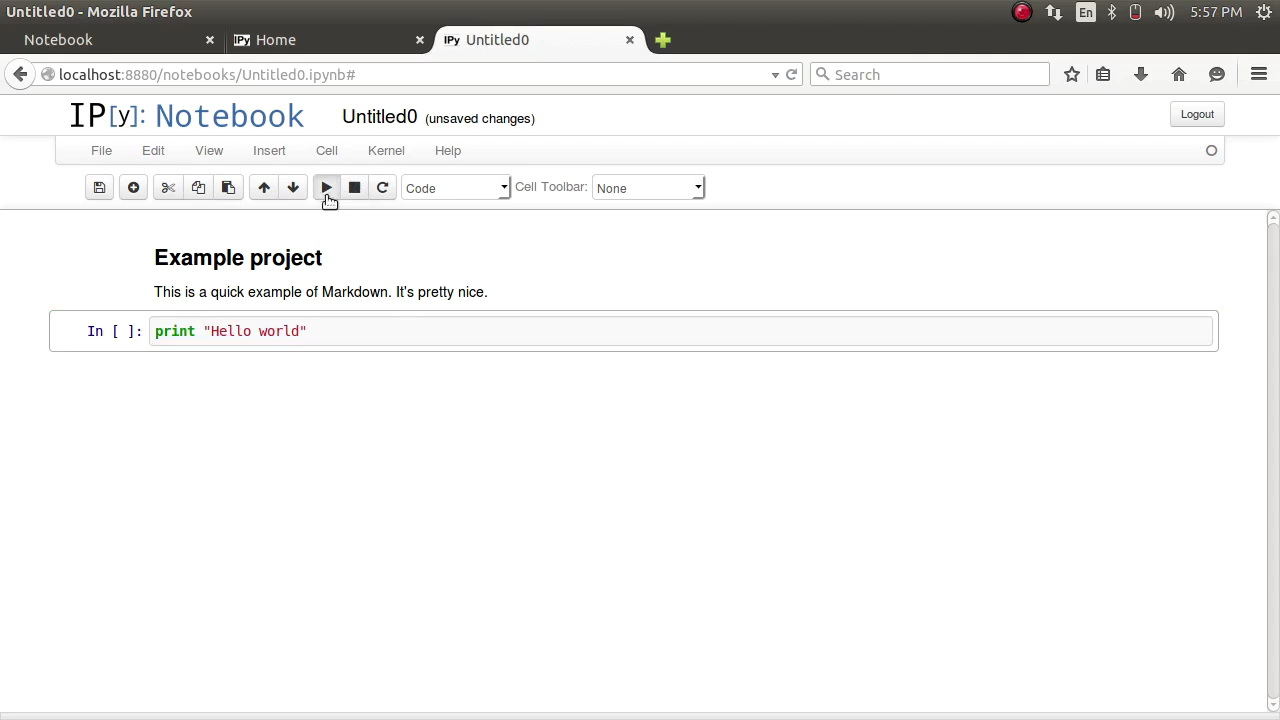 Untitled0 - Mozilla Firefox
En
5:57 PM
Notebook
IPy Home
IPy Untitled0
localhost:8880/notebooks/Untitled0.ipynb#
Search
IP[y]: Notebook
Untitled0 (unsaved changes)
Logout
File Edit View Insert Cell Kernel Help
Code
Cell Toolbar:
None
Example project
This is a quick example of Markdown. It's pretty nice.
In [ ]: print "Hello world"